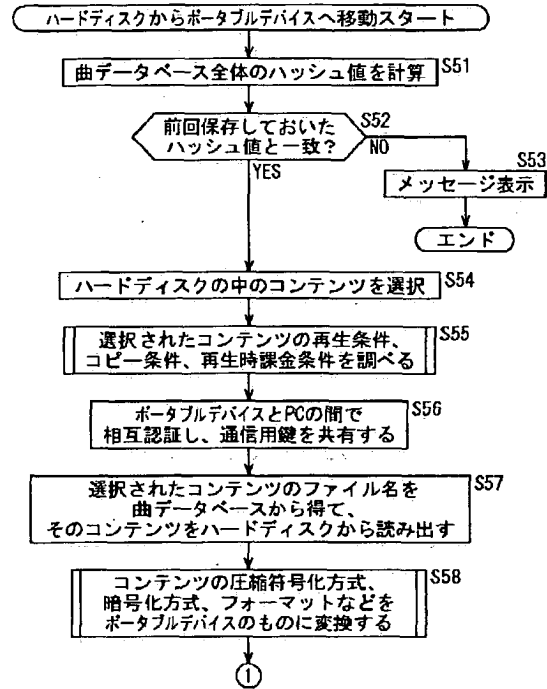 ハードディスクからポータブルデバイスへ移動スタート
曲データベース全体のハッシュ値を計算
S51
前回保存しておいた
ハッシュ値と一致?
S52
NO
YES
S53
メッセージ表示
エンド
ハードディスクの中のコンテンツを選択
S54
選択されたコンテンツの再生条件、
コピー条件、再生時課金条件を調べる
S55
ポータブルデバイスとPCの間で
相互認証し、通信用鍵を共有する
S56
選択されたコンテンツのファイル名を
曲データベースから得て、
そのコンテンツをハードディスクから読み出す
S57
コンテンツの圧縮符号化方式、
暗号化方式、フォーマットなどを
ポータブルデバイスのものに変換する
S58
1